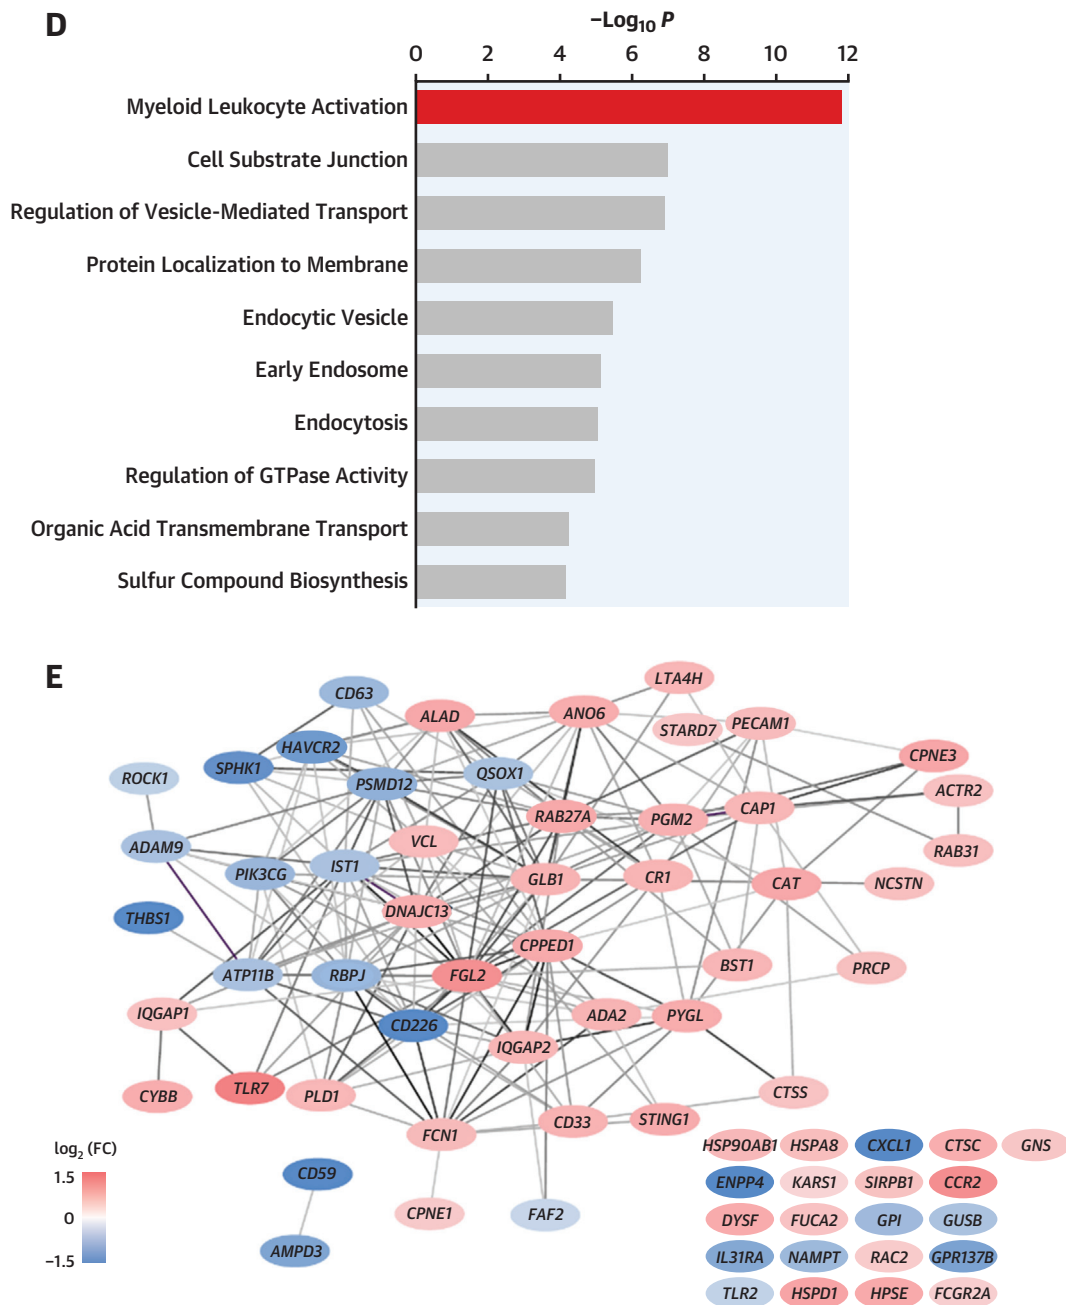 D
−Log10 P
0 2 4 6 8 10 12
Myeloid Leukocyte Activation
Cell Substrate Junction
Regulation of Vesicle-Mediated Transport
Protein Localization to Membrane
Endocytic Vesicle
Early Endosome
Endocytosis
Regulation of GTPase Activity
Organic Acid Transmembrane Transport
Sulfur Compound Biosynthesis
E
LTA4H
CD63
ALAD
ANO6
STARD7
PECAM1
HAVCR2
SPHK1
CPNE3
ROCK1
PSMD12
QSOX1
ACTR2
RAB27A
PGM2
CAP1
ADAM9
VCL
RAB31
PIK3CG
IST1
GLB1
CR1
CAT
NCSTN
THBS1
DNAJC13
CPPED1
ATP11B
RBPJ
FGL2
BST1
PRCP
IQGAP1
CD226
ADA2
PYGL
IQGAP2
CYBB
TLR7
PLD1
CTSS
FCN1
CD33
STING1
CD59
CPNE1
FAF2
AMPD3
log2 (FC)
1.5
0
−1.5
HSP90AB1 HSPA8 CXCL1 CTSC GNS
ENPP4 KARS1 SIRPB1 CCR2
DYSF FUCA2 GPI GUSB
IL31RA NAMPT RAC2 GPR137B
TLR2 HSPD1 HPSE FCGR2A